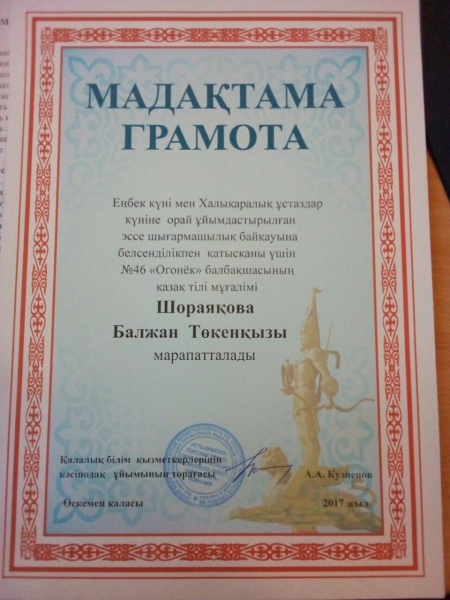 МАДАҚТАМА
ГРАМОТА
Еңбек күні мен Халықаралық ұстаздар
күніне орай ұйымдастырылған
эссе шығармашылық байқауына
белсенділікпен қатысқаны үшін
№46 «Огонёк» балбақшасының
қазақ тілі мұғалімі
Шораяқова
Балжан Төкенқызы
марапатталады
Қалалық білім қызметкерлерінің
кәсіподақ ұйымының төрағасы
А.А. Кузнецов
Өскемен қаласы
2017 жыл